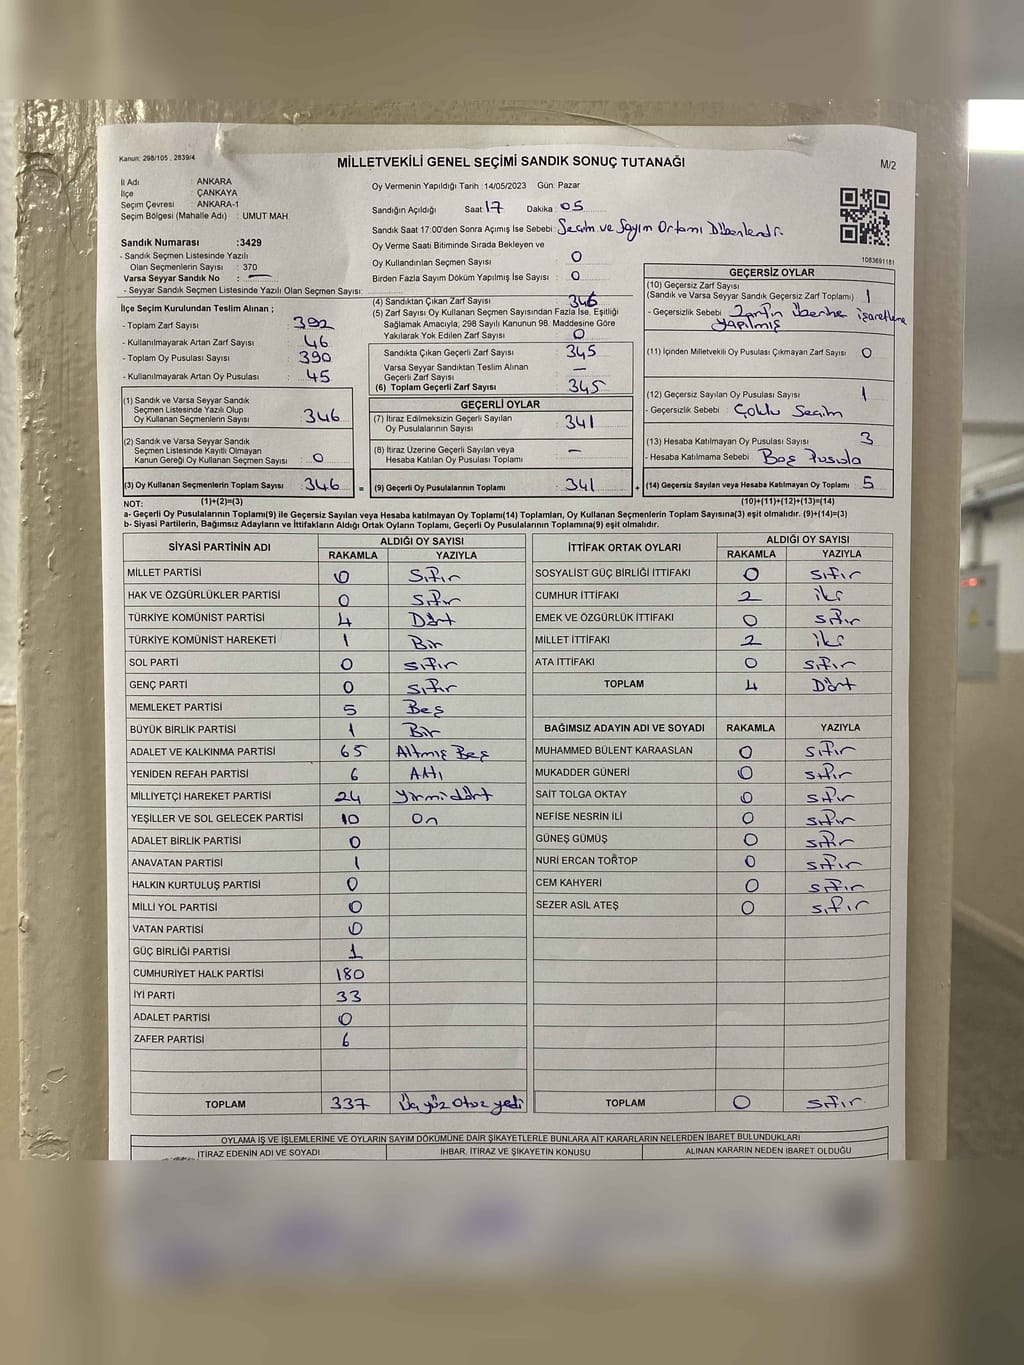 Kanun: 298/105 , 2839/4
MİLLETVEKİLİ GENEL SEÇİMİ SANDIK SONUÇ TUTANAĞI
M/2
İl Adı : ANKARA
İlçe : ÇANKAYA
Seçim Çevresi : ANKARA-1
Seçim Bölgesi (Mahalle Adı) : UMUT MAH.
Sandık Numarası :3429
- Sandık Seçmen Listesinde Yazılı
Olan Seçmenlerin Sayısı : 370
Varsa Seyyar Sandık No : —
- Seyyar Sandık Seçmen Listesinde Yazılı Olan Seçmen Sayısı:
Oy Vermenin Yapıldığı Tarih :14/05/2023 Gün: Pazar
Sandığın Açıldığı Saat: 17 Dakika: 05
Sandık Saat 17:00'den Sonra Açımış İse Sebebi: Seçim ve Sayım Ortamı Düzenlendi.
Oy Verme Saati Bitiminde Sırada Bekleyen ve
Oy Kullandırılan Seçmen Sayısı : 0
Birden Fazla Sayım Döküm Yapılmış İse Sayısı : 0
1083691181
İlçe Seçim Kurulundan Teslim Alınan ;
- Toplam Zarf Sayısı : 392
- Kullanılmayarak Artan Zarf Sayısı : 46
- Toplam Oy Pusulası Sayısı : 390
- Kullanılmayarak Artan Oy Pusulası : 45
(1) Sandık ve Varsa Seyyar Sandık
Seçmen Listesinde Yazılı Olup
Oy Kullanan Seçmenlerin Sayısı : 346
(2) Sandık ve Varsa Seyyar Sandık
Seçmen Listesinde Kayıtlı Olmayan
Kanun Gereği Oy Kullanan Seçmen Sayısı : 0
(3) Oy Kullanan Seçmenlerin Toplam Sayısı : 346
(4) Sandıktan Çıkan Zarf Sayısı : 346
(5) Zarf Sayısı Oy Kullanan Seçmen Sayısından Fazla İse, Eşitliği
Sağlamak Amacıyla; 298 Sayılı Kanunun 98. Maddesine Göre
Yakılarak Yok Edilen Zarf Sayısı : 0
Sandıkta Çıkan Geçerli Zarf Sayısı : 345
Varsa Seyyar Sandıktan Teslim Alınan
Geçerli Zarf Sayısı : —
(6) Toplam Geçerli Zarf Sayısı : 345
GEÇERLİ OYLAR
(7) İtiraz Edilmeksizin Geçerli Sayılan
Oy Pusulalarının Sayısı : 341
(8) İtiraz Üzerine Geçerli Sayılan veya
Hesaba Katılan Oy Pusulası Toplamı : —
= (9) Geçerli Oy Pusulalarının Toplamı : 341 +
GEÇERSİZ OYLAR
(10) Geçersiz Zarf Sayısı
(Sandık ve Varsa Seyyar Sandık Geçersiz Zarf Toplamı) : 1
- Geçersizlik Sebebi : Zarfın Üzerine işaretleme
yapılmış
(11) İçinden Milletvekili Oy Pusulası Çıkmayan Zarf Sayısı : 0
(12) Geçersiz Sayılan Oy Pusulası Sayısı : 1
- Geçersizlik Sebebi : Çoklu Seçim
(13) Hesaba Katılmayan Oy Pusulası Sayısı : 3
- Hesaba Katılmama Sebebi : Boş Pusula
(14) Geçersiz Sayılan veya Hesaba Katılmayan Oy Toplamı : 5
NOT: (1)+(2)=(3) (10)+(11)+(12)+(13)=(14)
a- Geçerli Oy Pusulalarının Toplamı(9) ile Geçersiz Sayılan veya Hesaba katılmayan Oy Toplamı(14) Toplamları, Oy Kullanan Seçmenlerin Toplam Sayısına(3) eşit olmalıdır. (9)+(14)=(3)
b- Siyasi Partilerin, Bağımsız Adayların ve İttifakların Aldığı Ortak Oyların Toplamı, Geçerli Oy Pusulalarının Toplamına(9) eşit olmalıdır.
SİYASİ PARTİNİN ADI ALDIĞI OY SAYISI
RAKAMLA YAZIYLA
MİLLET PARTİSİ 0 Sıfır
HAK VE ÖZGÜRLÜKLER PARTİSİ 0 Sıfır
TÜRKİYE KOMÜNİST PARTİSİ 4 Dört
TÜRKİYE KOMÜNİST HAREKETİ 1 Bir
SOL PARTİ 0 sıfır
GENÇ PARTİ 0 sıfır
MEMLEKET PARTİSİ 5 Beş
BÜYÜK BİRLİK PARTİSİ 1 Bir
ADALET VE KALKINMA PARTİSİ 65 Altmış Beş
YENİDEN REFAH PARTİSİ 6 Altı
MİLLİYETÇİ HAREKET PARTİSİ 24 Yirmidört
YEŞİLLER VE SOL GELECEK PARTİSİ 10 On
ADALET BİRLİK PARTİSİ 0
ANAVATAN PARTİSİ 1
HALKIN KURTULUŞ PARTİSİ 0
MİLLİ YOL PARTİSİ 0
VATAN PARTİSİ 0
GÜÇ BİRLİĞİ PARTİSİ 1
CUMHURİYET HALK PARTİSİ 180
İYİ PARTİ 33
ADALET PARTİSİ 0
ZAFER PARTİSİ 6
TOPLAM 337 Üç yüz Otuz yedi
İTTİFAK ORTAK OYLARI ALDIĞI OY SAYISI
RAKAMLA YAZIYLA
SOSYALİST GÜÇ BİRLİĞİ İTTİFAKI 0 sıfır
CUMHUR İTTİFAKI 2 iki
EMEK VE ÖZGÜRLÜK İTTİFAKI 0 sıfır
MİLLET İTTİFAKI 2 iki
ATA İTTİFAKI 0 sıfır
TOPLAM 4 Dört
BAĞIMSIZ ADAYIN ADI VE SOYADI RAKAMLA YAZIYLA
MUHAMMED BÜLENT KARAASLAN 0 sıfır
MUKADDER GÜNERİ 0 sıfır
SAİT TOLGA OKTAY 0 sıfır
NEFİSE NESRİN İLİ 0 sıfır
GÜNEŞ GÜMÜŞ 0 sıfır
NURİ ERCAN TORTOP 0 sıfır
CEM KAHYERİ 0 sıfır
SEZER ASİL ATEŞ 0 sıfır
TOPLAM 0 sıfır
OYLAMA İŞ VE İŞLEMLERİNE VE OYLARIN SAYIM DÖKÜMÜNE DAİR ŞİKAYETLERLE BUNLARA AİT KARARLARIN NELERDEN İBARET BULUNDUKLARI
İTİRAZ EDENİN ADI VE SOYADI İHBAR, İTİRAZ VE ŞİKAYETİN KONUSU ALINAN KARARIN NEDEN İBARET OLDUĞU